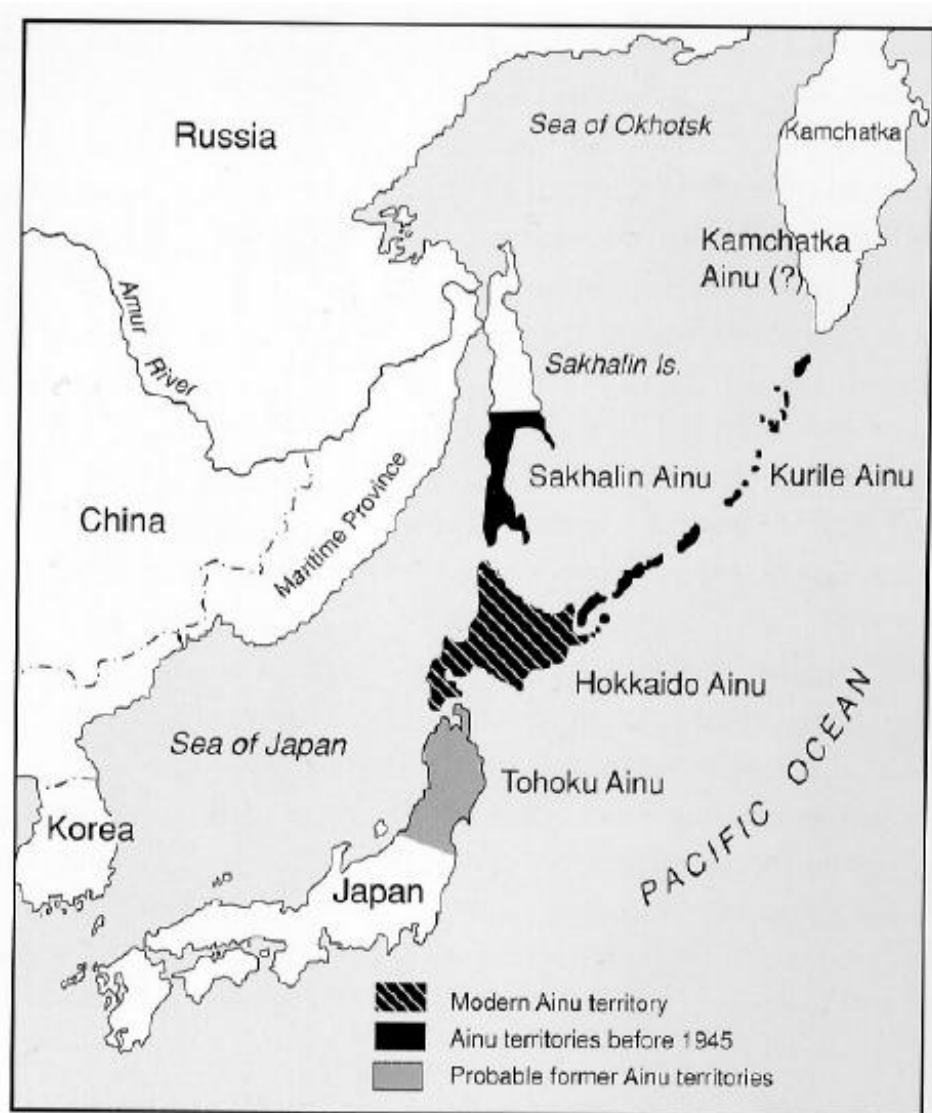 Russia
Sea of Okhotsk
Kamchatka
Kamchatka
Ainu (?)
Amur
River
Sakhalin Is.
Sakhalin Ainu
Kurile Ainu
China
Maritime Province
Hokkaido Ainu
Sea of Japan
Tohoku Ainu
PACIFIC OCEAN
Korea
Japan
Modern Ainu territory
Ainu territories before 1945
Probable former Ainu territories